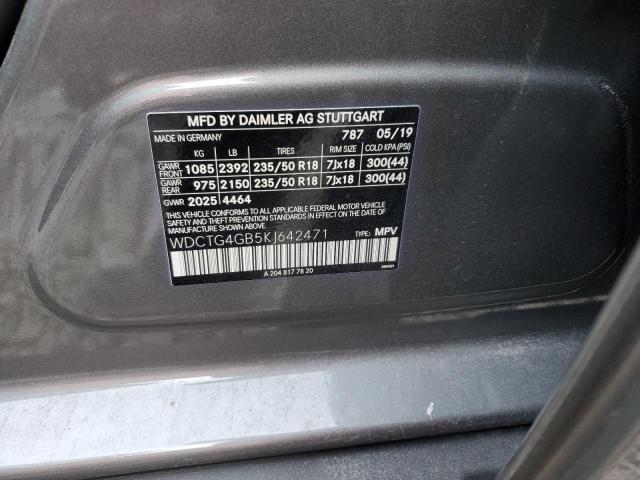 MFD BY DAIMLER AG STUTTGART
MADE IN GERMANY 787 05/19
KG LB TIRES RIM SIZE COLD KPA (PSI)
GAWR FRONT 1085 2392 235/50 R18 7Jx18 300(44)
GAWR REAR 975 2150 235/50 R18 7Jx18 300(44)
GVWR 2025 4464
THIS VEHICLE CONFORMS TO ALL APPLICABLE FEDERAL MOTOR VEHICLE
SAFETY AND THEFT PREVENTION STANDARDS IN EFFECT ON THE DATE OF
MANUFACTURE SHOWN ABOVE.
WDCTG4GB5KJ642471 TYPE: MPV
A 204 817 78 20